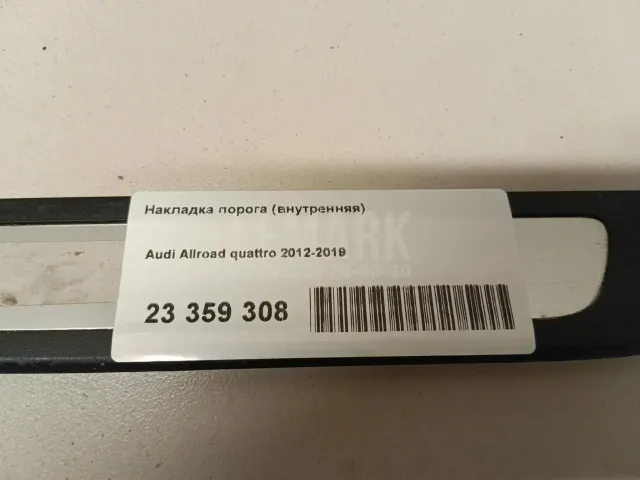 Накладка порога (внутренняя)
Audi Allroad quattro 2012-2019
23 359 308